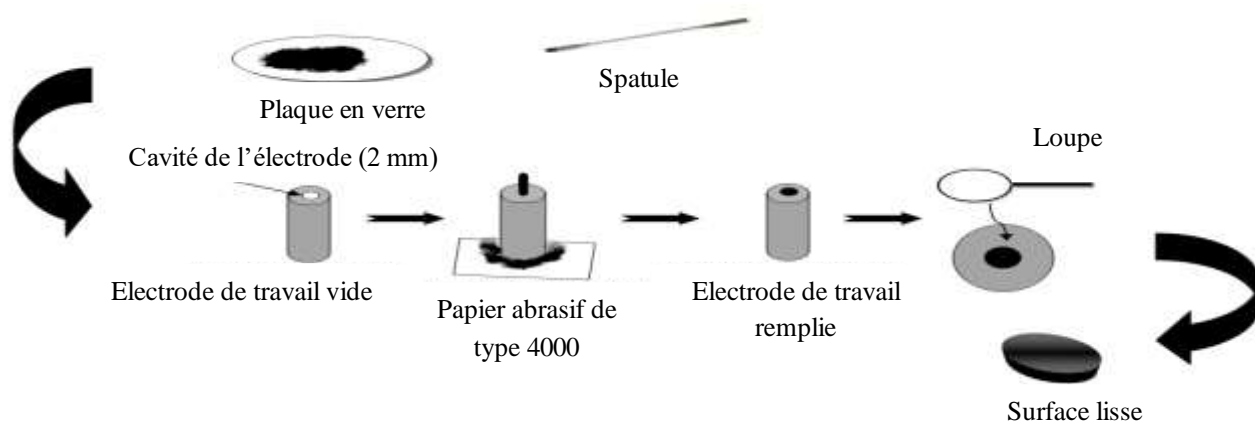 Spatule
Plaque en verre
Loupe
Cavité de l’électrode (2 mm)
Electrode de travail vide
Papier abrasif de
type 4000
Electrode de travail
remplie
Surface lisse